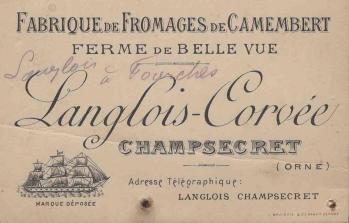 FABRIQUE DE FROMAGES DE CAMEMBERT
FERME DE BELLE VUE
Langlois à Fourches
Langlois-Corvée
CHAMPSECRET
(ORNE)
Adresse Télégraphique:
LANGLOIS CHAMPSECRET
MARQUE DÉPOSÉE